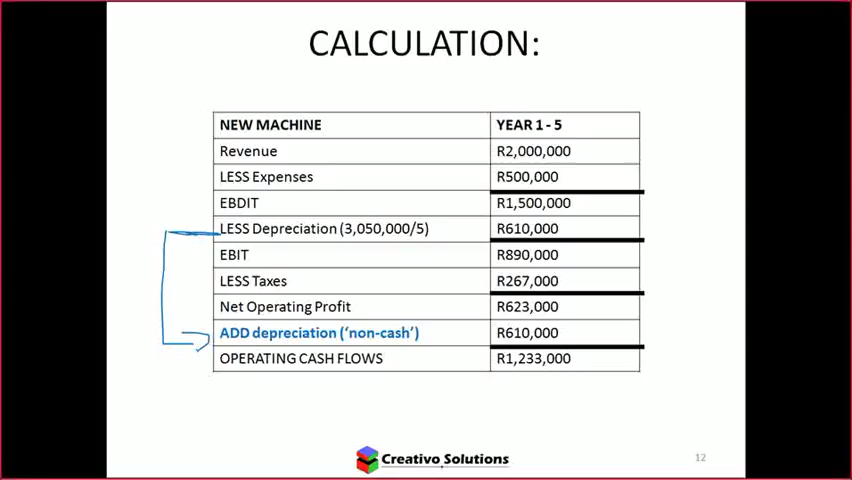 CALCULATION:
NEW MACHINE YEAR 1 - 5
Revenue R2,000,000
LESS Expenses R500,000
EBDIT R1,500,000
LESS Depreciation (3,050,000/5) R610,000
EBIT R890,000
LESS Taxes R267,000
Net Operating Profit R623,000
ADD depreciation (‘non-cash’) R610,000
OPERATING CASH FLOWS R1,233,000
Creativo Solutions
12